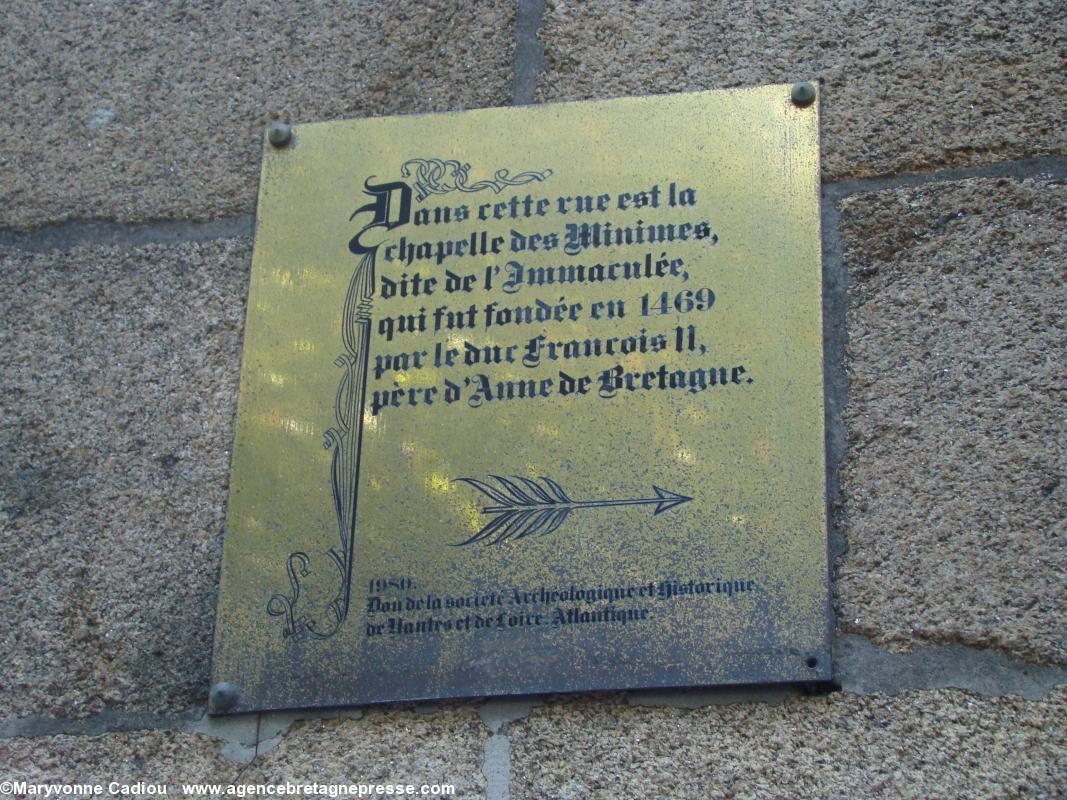 Dans cette rue est la
chapelle des Minimes,
dite de l'Immaculée,
qui fut fondée en 1469
par le duc François II,
père d'Anne de Bretagne.
1980.
Don de la société Archéologique et Historique
de Nantes et de Loire-Atlantique.
©Maryvonne Cadiou www.agencebretagnepresse.com